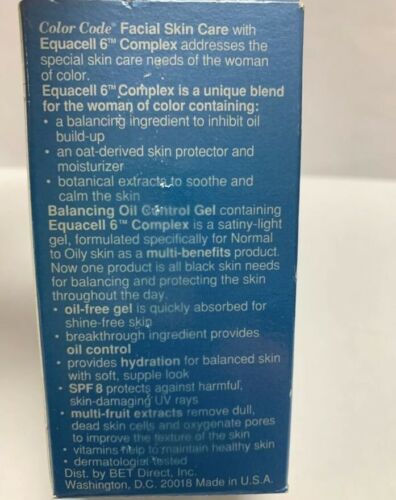 Color Code™ Facial Skin Care with
Equacell 6™ Complex addresses the
special skin care needs of the woman
of color.
Equacell 6™ Complex is a unique blend
for the woman of color containing:
• a balancing ingredient to inhibit oil
build-up
• an oat-derived skin protector and
moisturizer
• botanical extracts to soothe and
calm the skin
Balancing Oil Control Gel containing
Equacell 6™ Complex is a satiny-light
gel, formulated specifically for Normal
to Oily skin as a multi-benefits product.
Now one product is all black skin needs
for balancing and protecting the skin
throughout the day.
• oil-free gel is quickly absorbed for
shine-free skin
• breakthrough ingredient provides
oil control
• provides hydration for balanced skin
with soft, supple look
• SPF 8 protects against harmful,
skin-damaging UV rays
• multi-fruit extracts remove dull,
dead skin cells and oxygenate pores
to improve the texture of the skin
• vitamins help to maintain healthy skin
• dermatologist tested
Dist. by BET Direct, Inc.
Washington, D.C. 20018 Made in U.S.A.